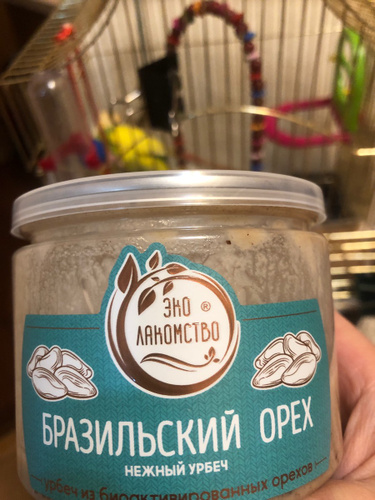 ЭКО ®
ЛАКОМСТВО
БРАЗИЛЬСКИЙ ОРЕХ
НЕЖНЫЙ УРБЕЧ
урбеч из биоактивированных орехов